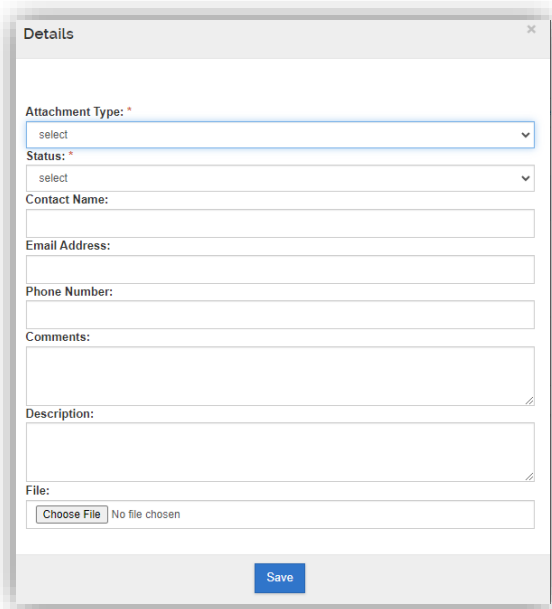 Details ×
Attachment Type: *
select
Status: *
select
Contact Name:
Email Address:
Phone Number:
Comments:
Description:
File:
Choose File No file chosen
Save